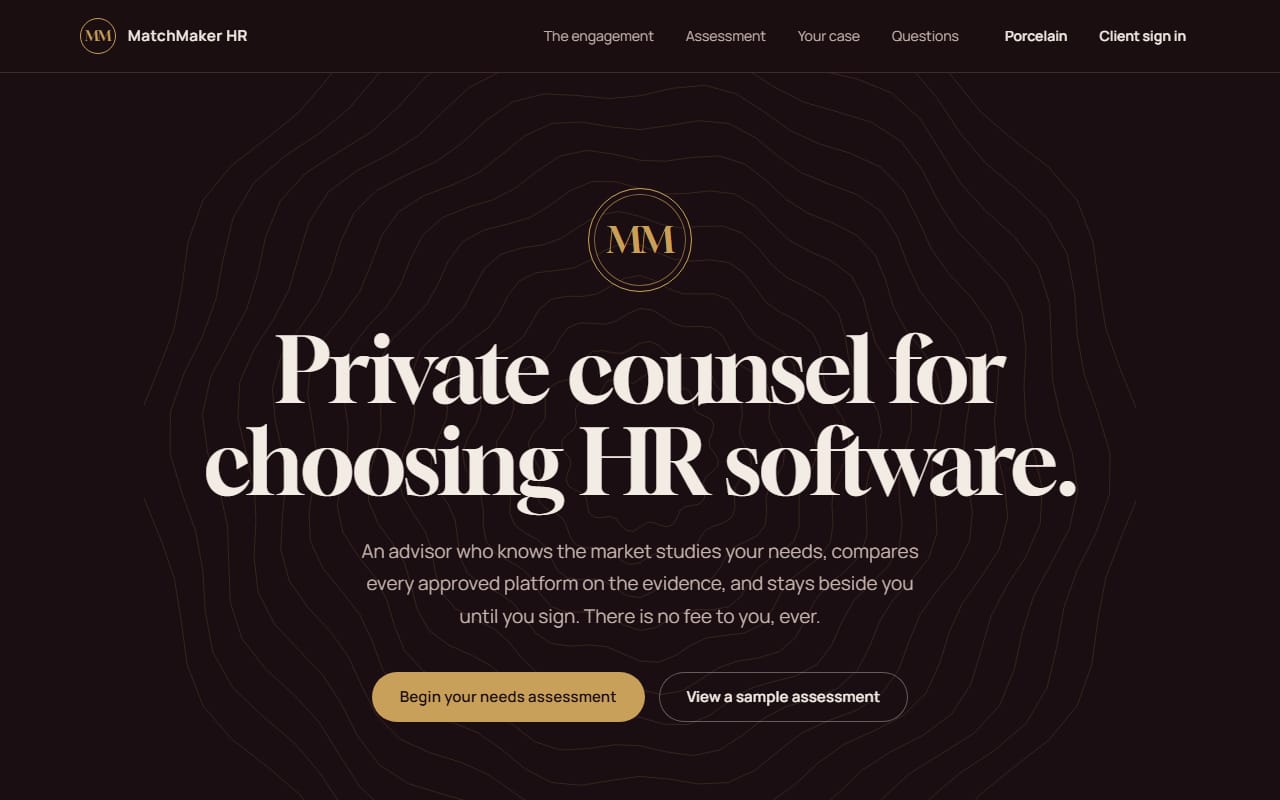 MM MatchMaker HR The engagement Assessment Your case Questions Porcelain Client sign in
MM
Private counsel for
choosing HR software.
An advisor who knows the market studies your needs, compares
every approved platform on the evidence, and stays beside you
until you sign. There is no fee to you, ever.
Begin your needs assessment View a sample assessment